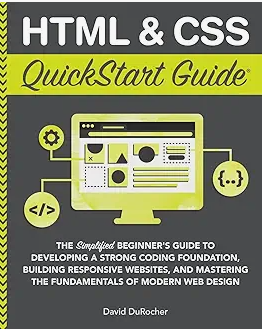 HTML & CSS
QuickStart Guide®
{..}
</>
THE Simplified BEGINNER'S GUIDE TO
DEVELOPING A STRONG CODING FOUNDATION,
BUILDING RESPONSIVE WEBSITES, AND MASTERING
THE FUNDAMENTALS OF MODERN WEB DESIGN
David DuRocher